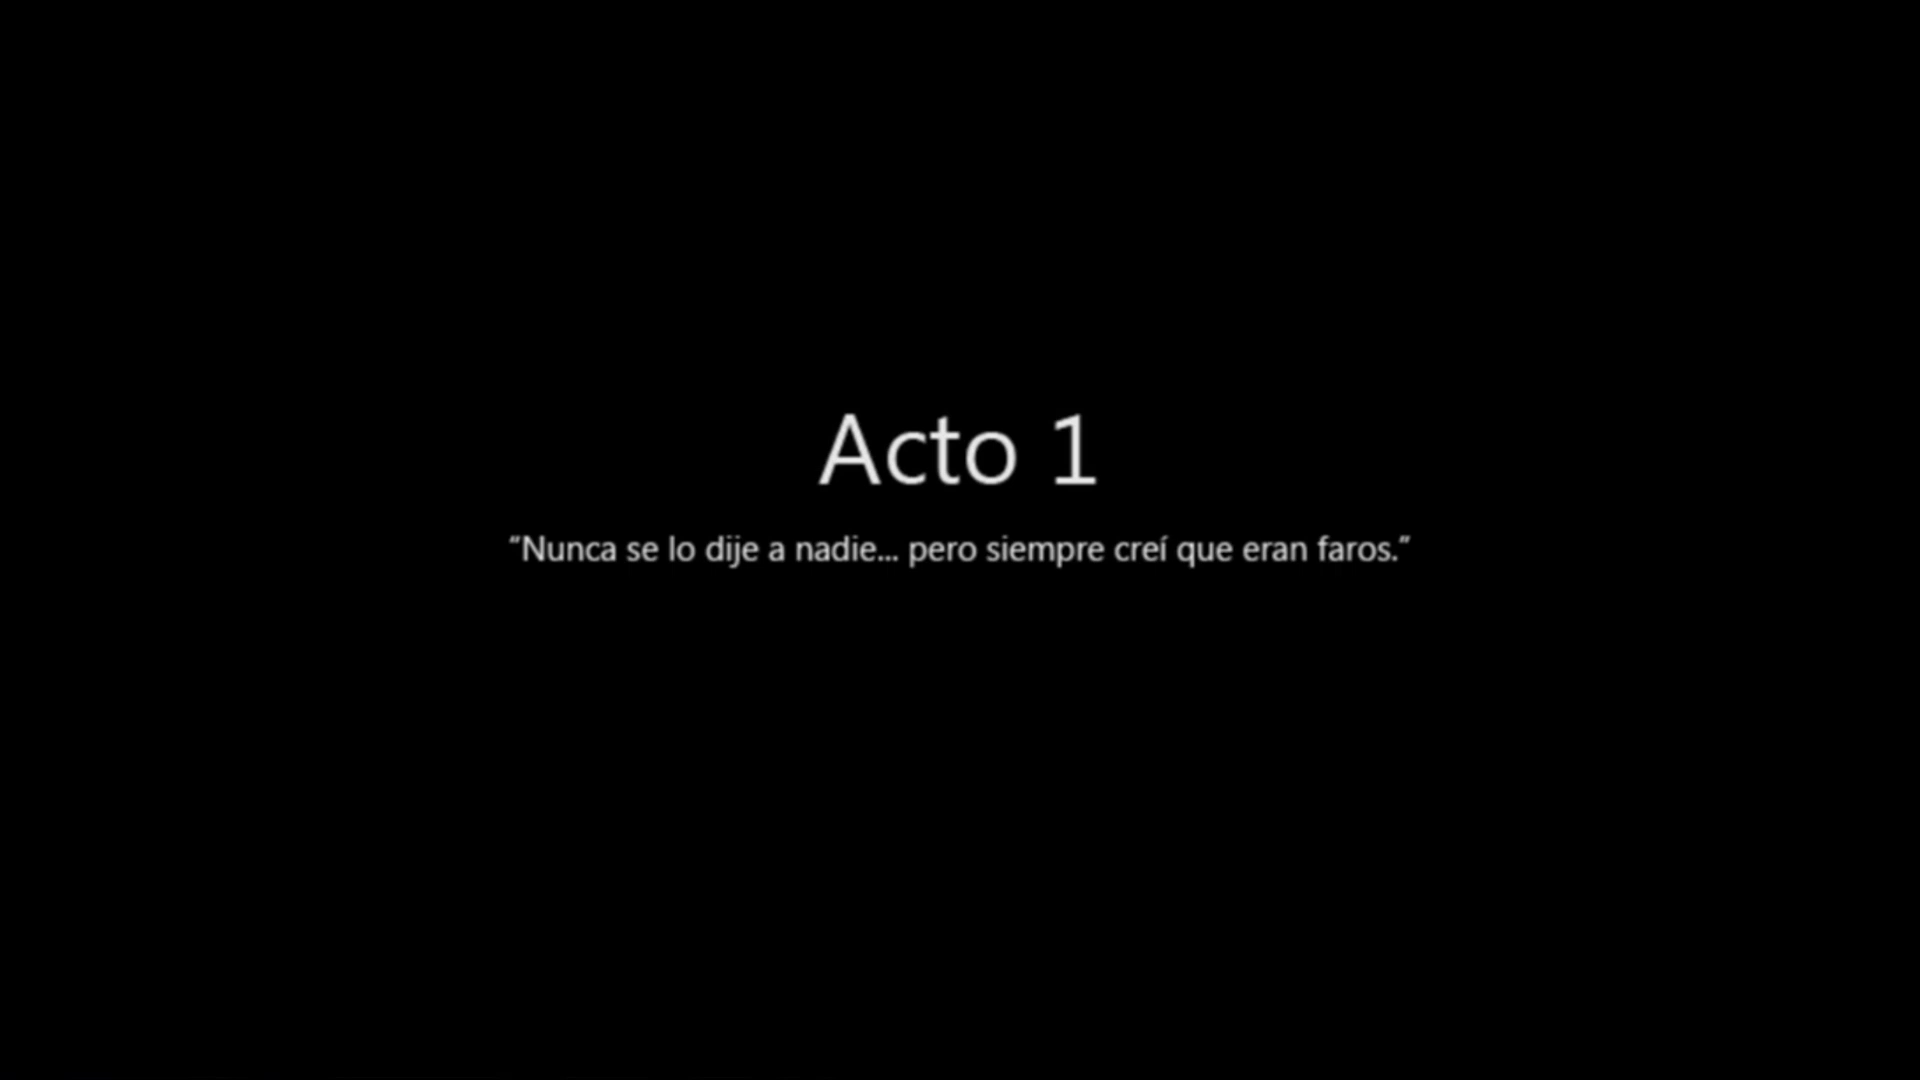 Acto 1
“Nunca se lo dije a nadie... pero siempre creí que eran faros.”